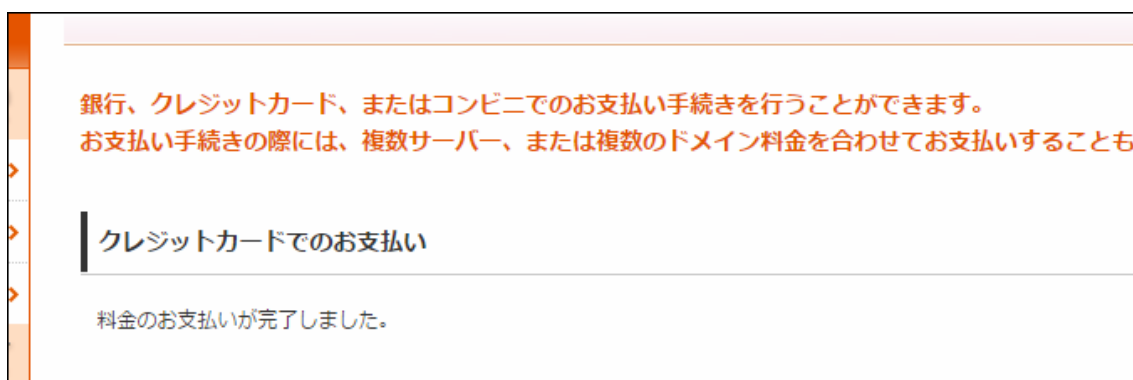 銀行、クレジットカード、またはコンビニでのお支払い手続きを行うことができます。
お支払い手続きの際には、複数サーバー、または複数のドメイン料金を合わせてお支払いすることも
クレジットカードでのお支払い
料金のお支払いが完了しました。